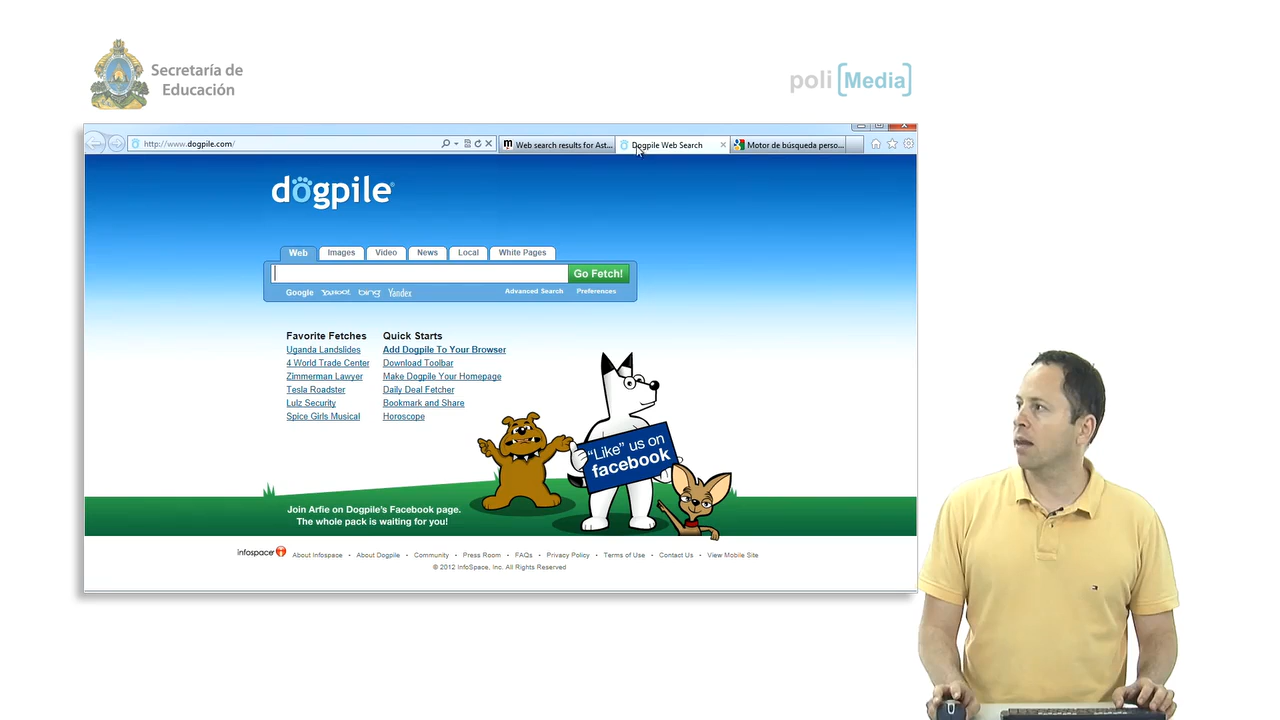 Secretaría de
Educación
poli [Media]
http://www.dogpile.com/
Web search results for Ast...
Dogpile Web Search
Motor de búsqueda perso...
dogpile
Web
Images
Video
News
Local
White Pages
Go Fetch!
Google
YAHOO!
bing
Yandex
Advanced Search
Preferences
Favorite Fetches
Uganda Landslides
4 World Trade Center
Zimmerman Lawyer
Tesla Roadster
Lulz Security
Spice Girls Musical
Quick Starts
Add Dogpile To Your Browser
Download Toolbar
Make Dogpile Your Homepage
Daily Deal Fetcher
Bookmark and Share
Horoscope
"Like" us on
facebook
Join Arfie on Dogpile's Facebook page.
The whole pack is waiting for you!
infospace
About Infospace • About Dogpile • Community • Press Room • FAQs • Privacy Policy • Terms of Use • Contact Us • View Mobile Site
© 2012 InfoSpace, Inc. All Rights Reserved